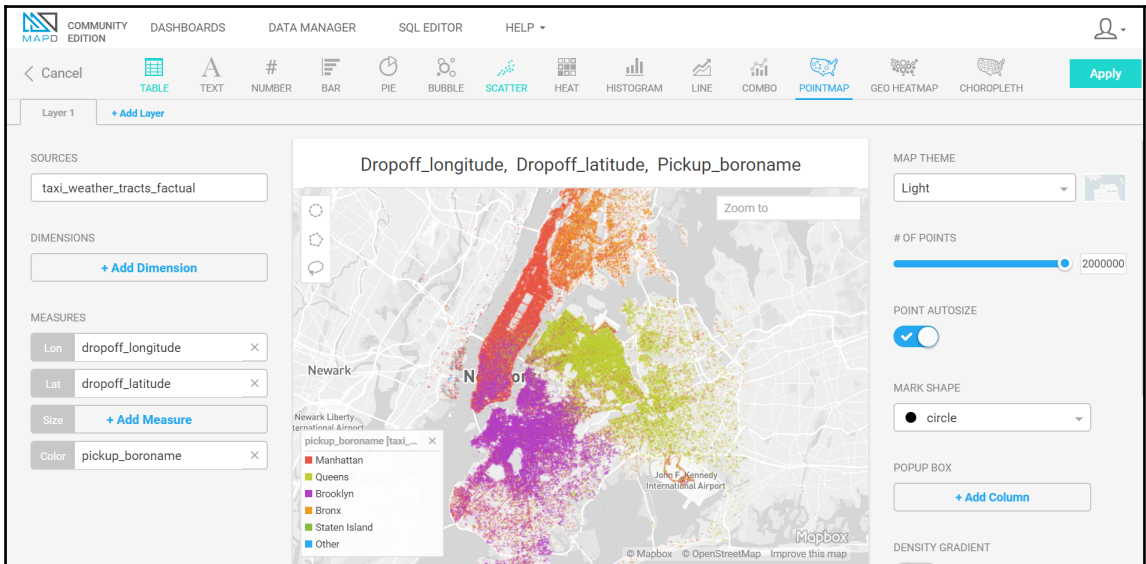 MAPD
COMMUNITY
EDITION
DASHBOARDS
DATA MANAGER
SQL EDITOR
HELP
Cancel
TABLE
TEXT
NUMBER
BAR
PIE
BUBBLE
SCATTER
HEAT
HISTOGRAM
LINE
COMBO
POINTMAP
GEO HEATMAP
CHOROPLETH
Apply
Layer 1
+ Add Layer
SOURCES
taxi_weather_tracts_factual
DIMENSIONS
+ Add Dimension
MEASURES
Lon dropoff_longitude ×
Lat dropoff_latitude ×
Size + Add Measure
Color pickup_boroname ×
Dropoff_longitude, Dropoff_latitude, Pickup_boroname
Zoom to
Newark
Newark Liberty
International Airport
John F. Kennedy
International Airport
pickup_boroname [taxi_... ×
Manhattan
Queens
Brooklyn
Bronx
Staten Island
Other
Mapbox
© Mapbox © OpenStreetMap Improve this map
MAP THEME
Light
# OF POINTS
2000000
POINT AUTOSIZE
MARK SHAPE
circle
POPUP BOX
+ Add Column
DENSITY GRADIENT